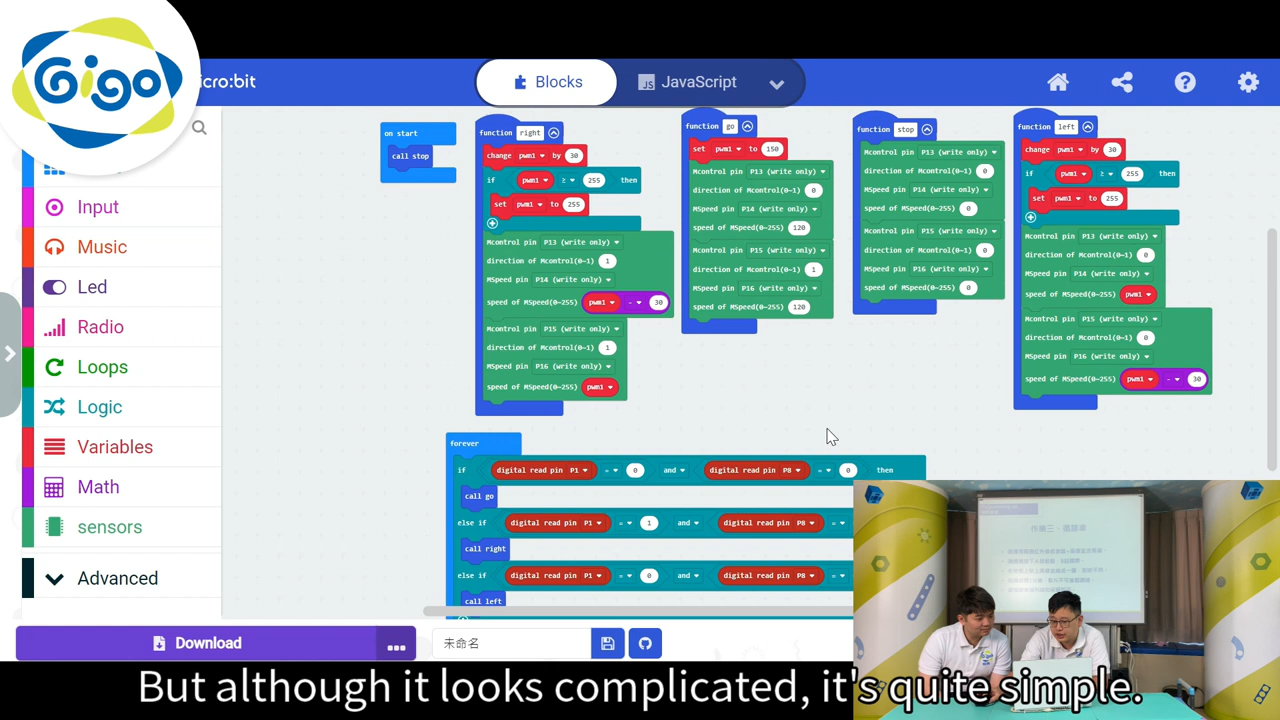 Gigo
icro:bit
Blocks
JS JavaScript
Input
Music
Led
Radio
Loops
Logic
Variables
Math
sensors
Advanced
on start
call stop
function right
change pwm1 by 30
if pwm1 ≥ 255 then
set pwm1 to 255
Mcontrol pin P13 (write only)
direction of Mcontrol(0~1) 1
MSpeed pin P14 (write only)
speed of MSpeed(0~255) pwm1 - 30
Mcontrol pin P15 (write only)
direction of Mcontrol(0~1) 1
MSpeed pin P16 (write only)
speed of MSpeed(0~255) pwm1
function go
set pwm1 to 150
Mcontrol pin P13 (write only)
direction of Mcontrol(0~1) 0
MSpeed pin P14 (write only)
speed of MSpeed(0~255) 120
Mcontrol pin P15 (write only)
direction of Mcontrol(0~1) 1
MSpeed pin P16 (write only)
speed of MSpeed(0~255) 120
function stop
Mcontrol pin P13 (write only)
direction of Mcontrol(0~1) 0
MSpeed pin P14 (write only)
speed of MSpeed(0~255) 0
Mcontrol pin P15 (write only)
direction of Mcontrol(0~1) 0
MSpeed pin P16 (write only)
speed of MSpeed(0~255) 0
function left
change pwm1 by 30
if pwm1 ≥ 255 then
set pwm1 to 255
Mcontrol pin P13 (write only)
direction of Mcontrol(0~1) 0
MSpeed pin P14 (write only)
speed of MSpeed(0~255) pwm1
Mcontrol pin P15 (write only)
direction of Mcontrol(0~1) 0
MSpeed pin P16 (write only)
speed of MSpeed(0~255) pwm1 - 30
forever
if digital read pin P1 = 0 and digital read pin P8 = 0 then
call go
else if digital read pin P1 = 1 and digital read pin P8 =
call right
else if digital read pin P1 = 0 and digital read pin P8 =
call left
Download
未命名
But although it looks complicated, it's quite simple.